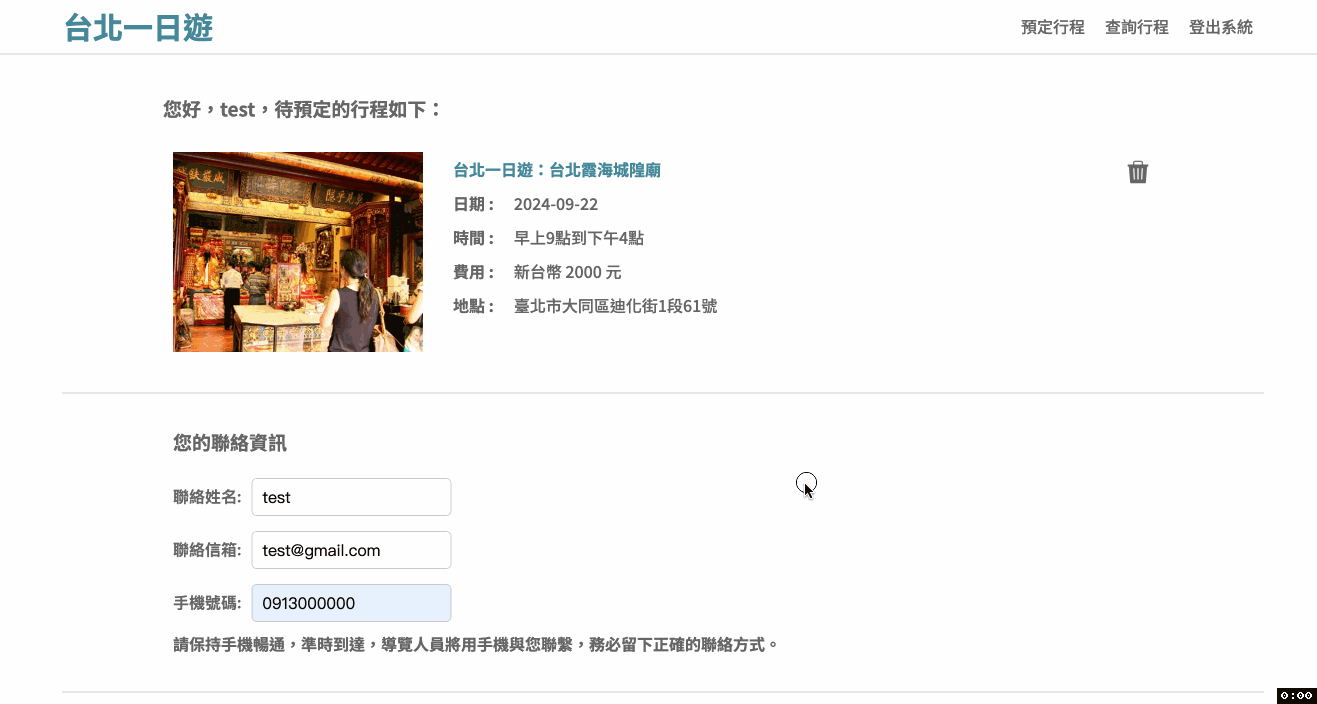 台北一日遊
預定行程 查詢行程 登出系統
您好，test，待預定的行程如下：
台北一日遊：台北霞海城隍廟
日期： 2024-09-22
時間： 早上9點到下午4點
費用： 新台幣 2000 元
地點： 臺北市大同區迪化街1段61號
您的聯絡資訊
聯絡姓名: test
聯絡信箱: test@gmail.com
手機號碼: 0913000000
請保持手機暢通，準時到達，導覽人員將用手機與您聯繫，務必留下正確的聯絡方式。
0:00